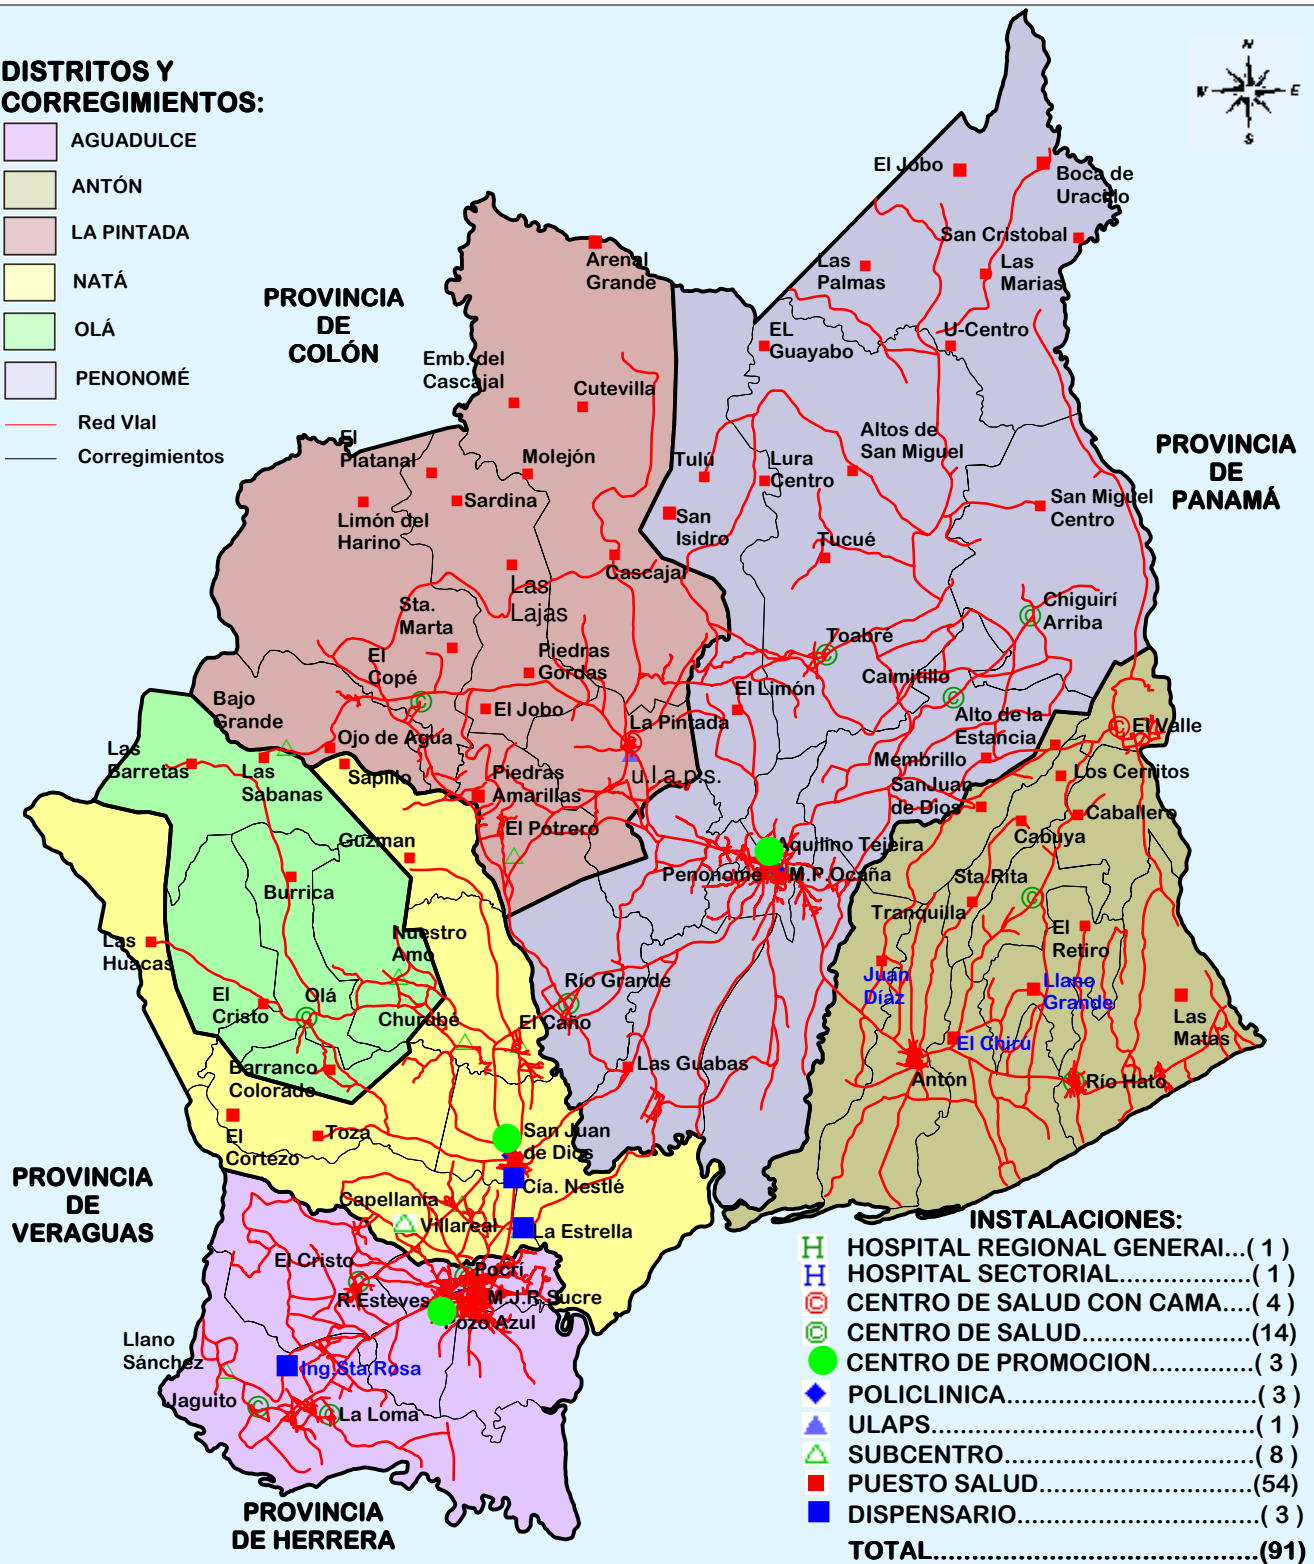 N
W
E
S
DISTRITOS Y
CORREGIMIENTOS:
AGUADULCE
ANTÓN
LA PINTADA
NATÁ
OLÁ
PENONOMÉ
Red VIal
Corregimientos
PROVINCIA
DE
COLÓN
PROVINCIA
DE
PANAMÁ
PROVINCIA
DE
VERAGUAS
PROVINCIA
DE HERRERA
El Jobo
Boca de
Uracillo
San Cristobal
Las
Palmas
Las
Marias
Arenal
Grande
EL
Guayabo
U-Centro
Emb. del
Cascajal
Cutevilla
El
Platanal
Molejón
Sardina
Limón del
Harino
Tulú
Lura
Centro
Altos de
San Miguel
San Miguel
Centro
San
Isidro
Tucué
Cascajal
Las
Lajas
Sta.
Marta
Chiguirí
Arriba
Toabré
El
Copé
Piedras
Gordas
Caimitillo
El Limón
Bajo
Grande
El Jobo
La Pintada
Alto de la
Estancia
El Valle
Ojo de Agua
Las
Barretas
Las
Sabanas
Sapillo
Piedras
Amarillas
u.l.a.p.s.
Membrillo
Los Cerritos
SanJuan
de Dios
Caballero
Cabuya
El Potrero
Guzman
Aquilino Tejeira
Penonomé
M.P.Ocaña
Sta.Rita
Burrica
Tranquilla
El
Retiro
Las
Huacas
Nuestro
Amo
Juan
Díaz
Llano
Grande
Río Grande
El
Cristo
Olá
Churubé
El Caño
Las
Matas
El Chirú
Barranco
Colorado
Las Guabas
Antón
Río Hato
El
Cortezo
Toza
San Juan
de Dios
Cía. Nestlé
Capellanía
Villareal
La Estrella
El Cristo
Pocrí
R.Esteves
M.J.R.Sucre
Pozo Azul
Llano
Sánchez
Ing.Sta.Rosa
Jaguito
La Loma
INSTALACIONES:
H HOSPITAL REGIONAL GENERAl...( 1 )
H HOSPITAL SECTORIAL..................( 1 )
© CENTRO DE SALUD CON CAMA....( 4 )
© CENTRO DE SALUD.......................(14)
CENTRO DE PROMOCION..............( 3 )
POLICLINICA..................................( 3 )
ULAPS...........................................( 1 )
SUBCENTRO..................................( 8 )
PUESTO SALUD.............................(54)
DISPENSARIO................................( 3 )
TOTAL...........................................(91)